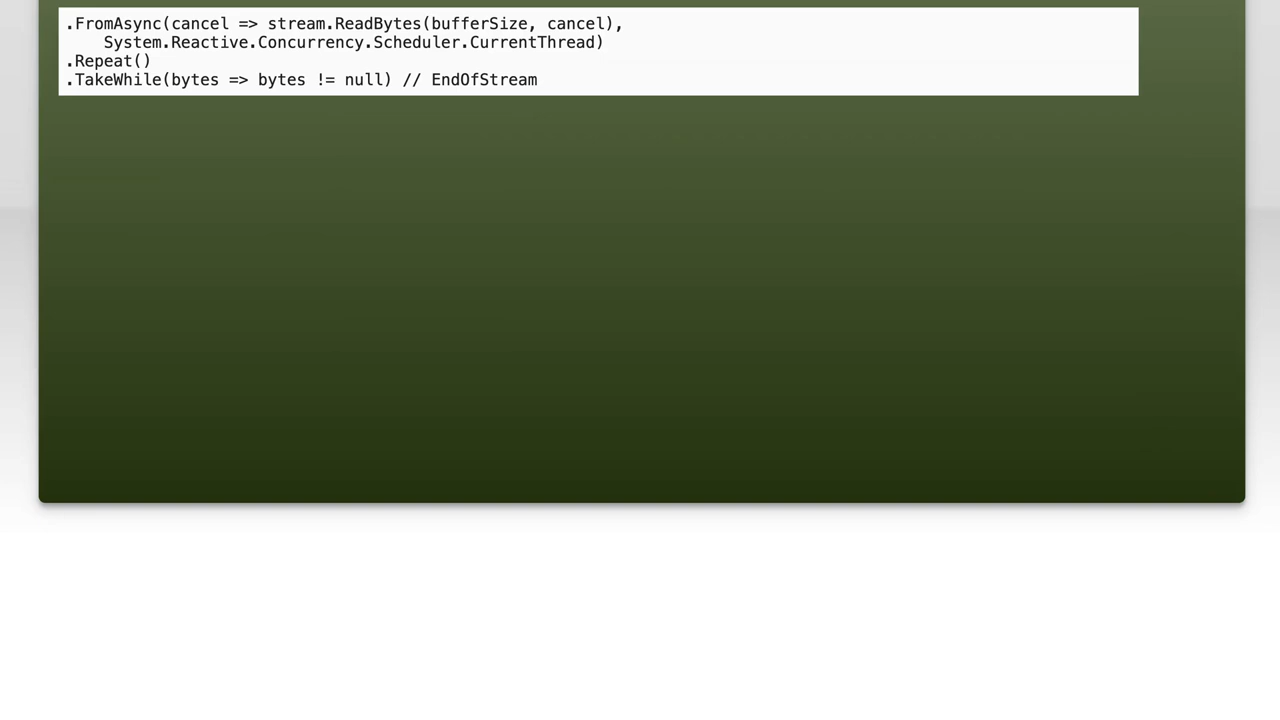 .FromAsync(cancel => stream.ReadBytes(bufferSize, cancel),
    System.Reactive.Concurrency.Scheduler.CurrentThread)
.Repeat()
.TakeWhile(bytes => bytes != null) // EndOfStream